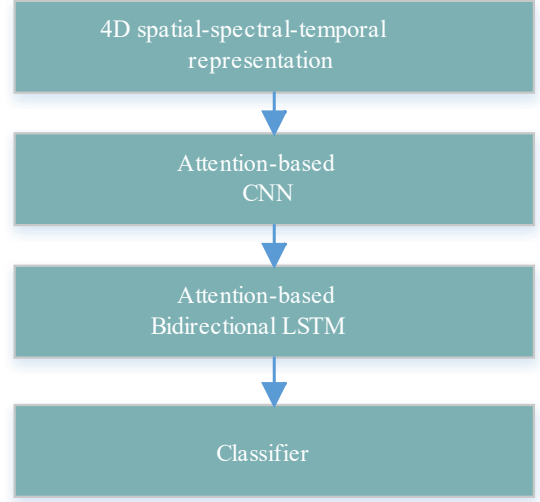 4D spatial-spectral-temporal
representation
Attention-based
CNN
Attention-based
Bidirectional LSTM
Classifier